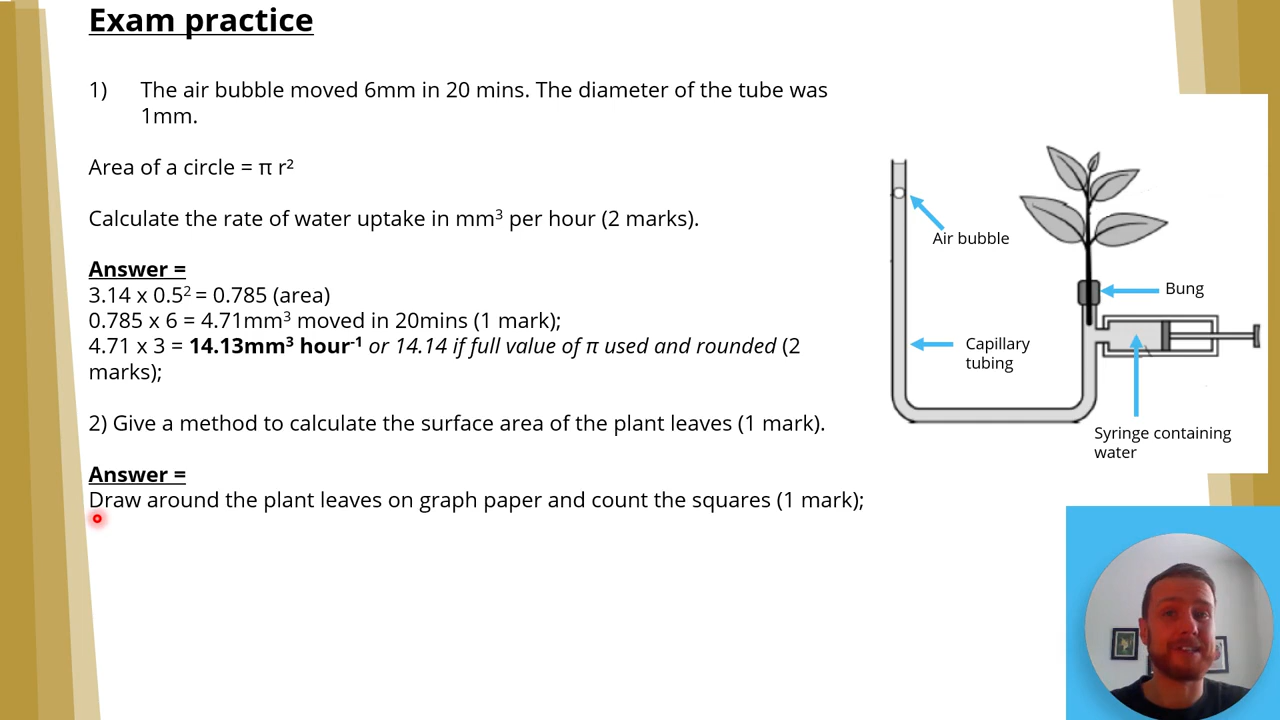 Exam practice
1) The air bubble moved 6mm in 20 mins. The diameter of the tube was
1mm.
Area of a circle = π r²
Calculate the rate of water uptake in mm³ per hour (2 marks).
Answer =
3.14 x 0.5² = 0.785 (area)
0.785 x 6 = 4.71mm³ moved in 20mins (1 mark);
4.71 x 3 = 14.13mm³ hour⁻¹ or 14.14 if full value of π used and rounded (2
marks);
2) Give a method to calculate the surface area of the plant leaves (1 mark).
Answer =
Draw around the plant leaves on graph paper and count the squares (1 mark);
Air bubble
Bung
Capillary
tubing
Syringe containing
water